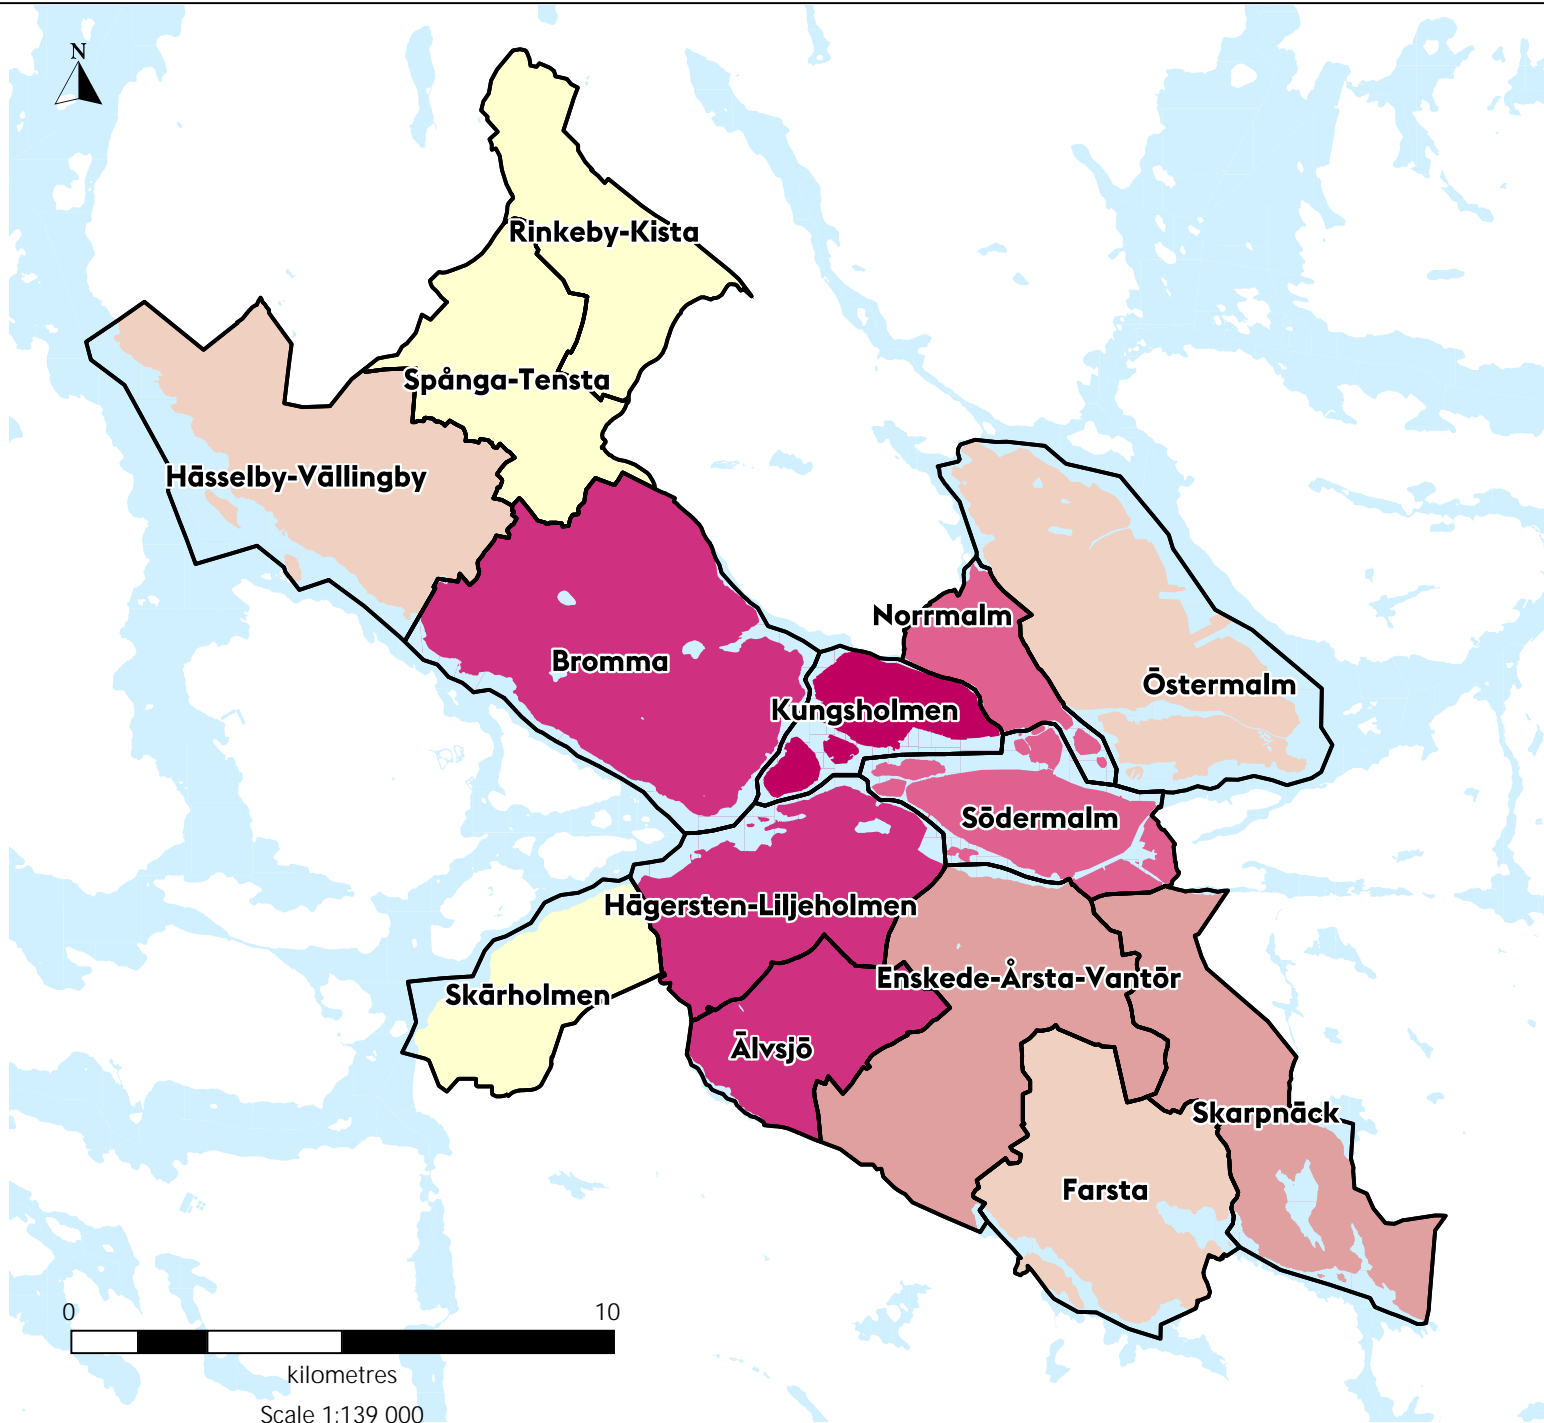 N
Rinkeby-Kista
Spånga-Tensta
Hässelby-Vällingby
Norrmalm
Bromma
Östermalm
Kungsholmen
Södermalm
Hägersten-Liljeholmen
Enskede-Årsta-Vantör
Skärholmen
Älvsjö
Skarpnäck
Farsta
0 10
kilometres
Scale 1:139 000